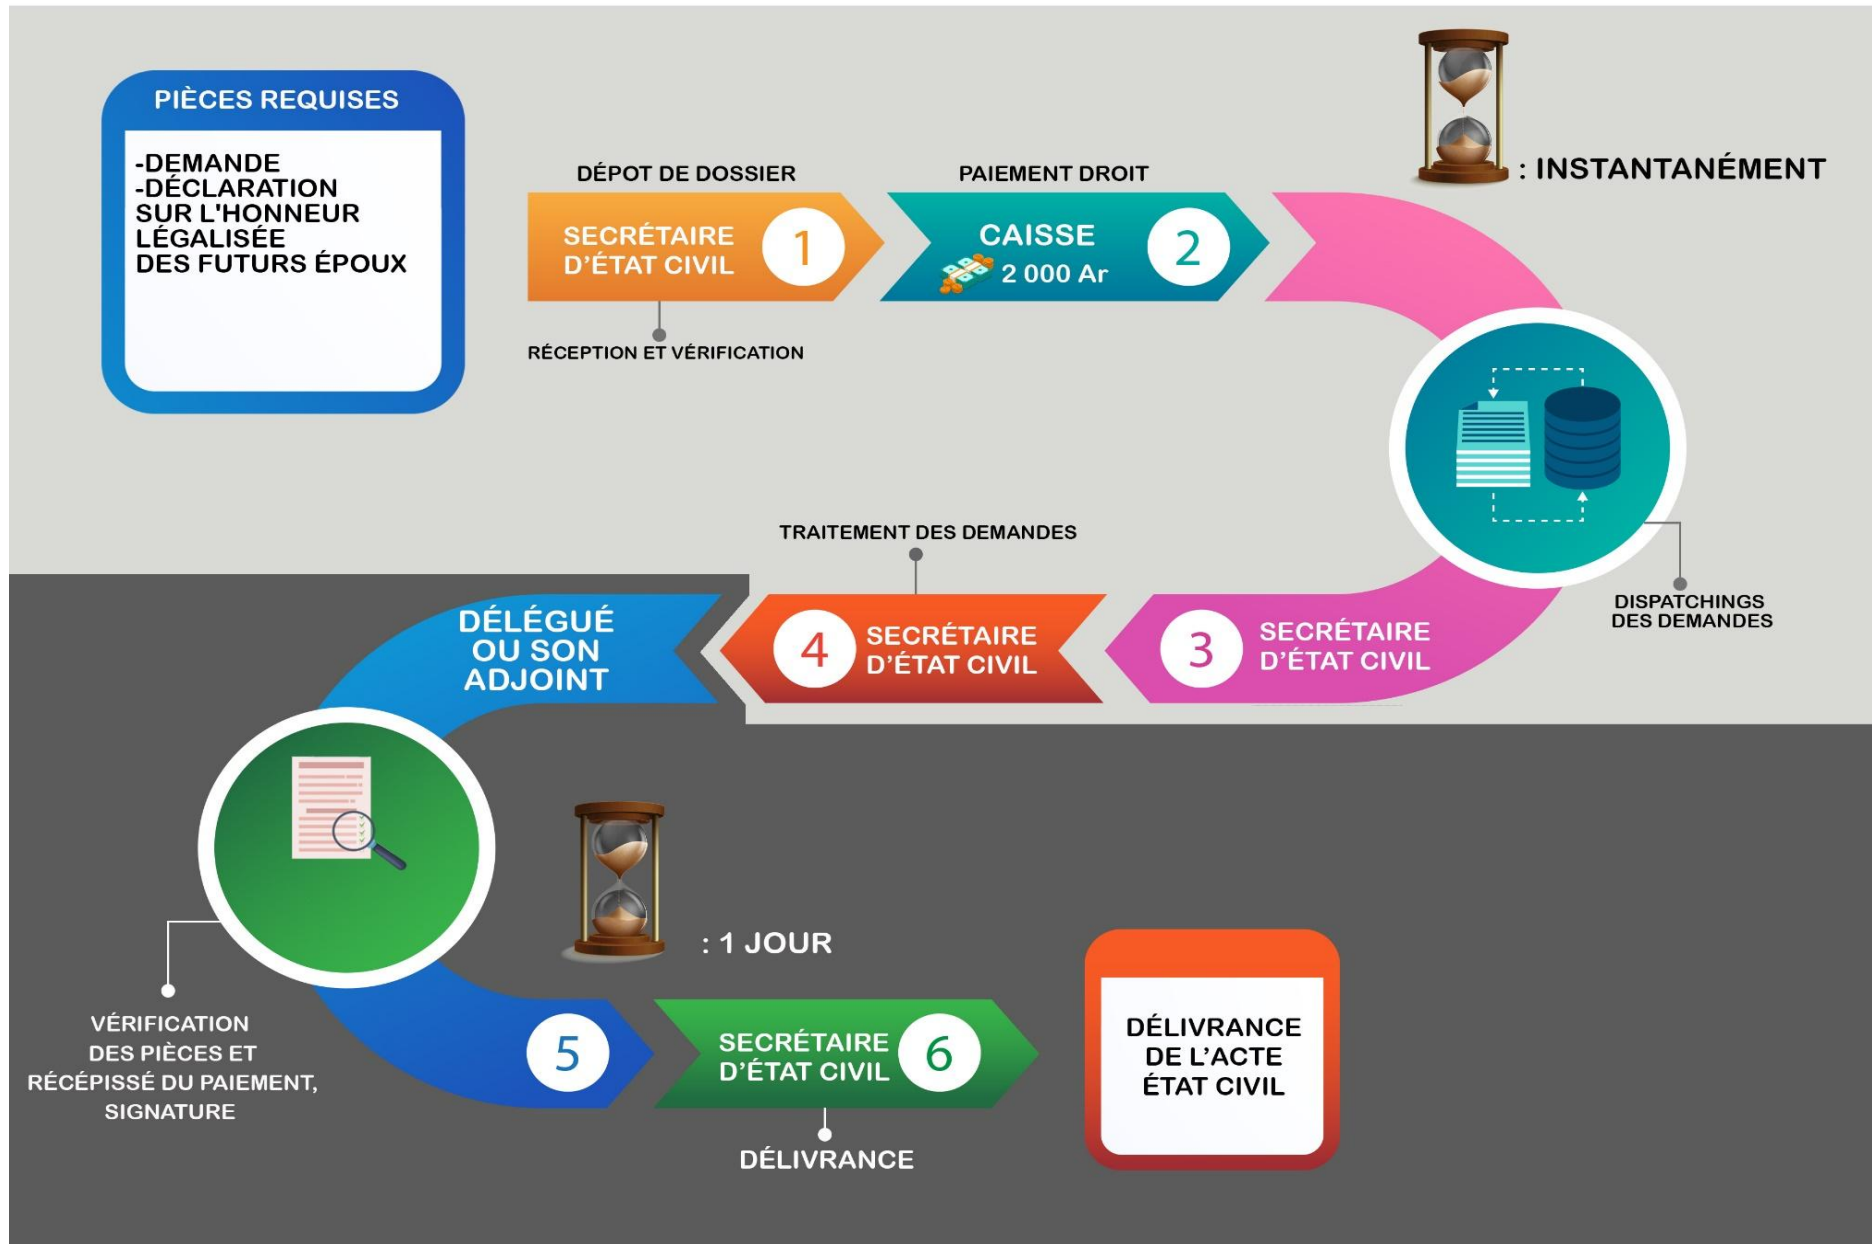 PIÈCES REQUISES
-DEMANDE
-DÉCLARATION
SUR L'HONNEUR
LÉGALISÉE
DES FUTURS ÉPOUX
DÉPOT DE DOSSIER
SECRÉTAIRE
D'ÉTAT CIVIL
1
RÉCEPTION ET VÉRIFICATION
PAIEMENT DROIT
CAISSE
2 000 Ar
2
: INSTANTANÉMENT
DISPATCHINGS
DES DEMANDES
3
SECRÉTAIRE
D'ÉTAT CIVIL
TRAITEMENT DES DEMANDES
4
SECRÉTAIRE
D'ÉTAT CIVIL
DÉLÉGUÉ
OU SON
ADJOINT
VÉRIFICATION
DES PIÈCES ET
RÉCÉPISSÉ DU PAIEMENT,
SIGNATURE
: 1 JOUR
5
SECRÉTAIRE
D'ÉTAT CIVIL
6
DÉLIVRANCE
DÉLIVRANCE
DE L'ACTE
ÉTAT CIVIL